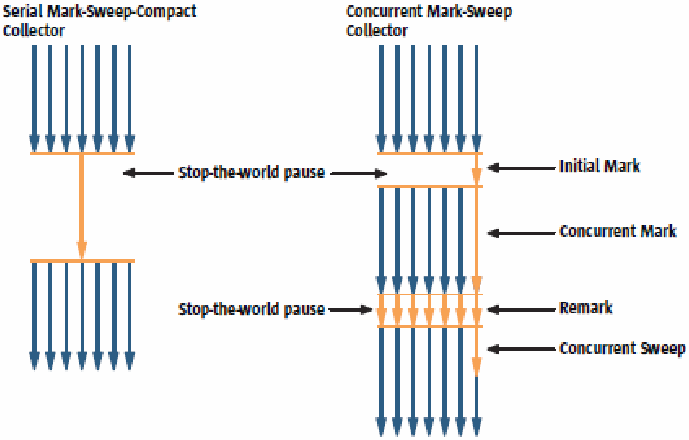 Serial Mark-Sweep-Compact
Collector
Concurrent Mark-Sweep
Collector
Stop-the-world pause
Initial Mark
Concurrent Mark
Stop-the-world pause
Remark
Concurrent Sweep